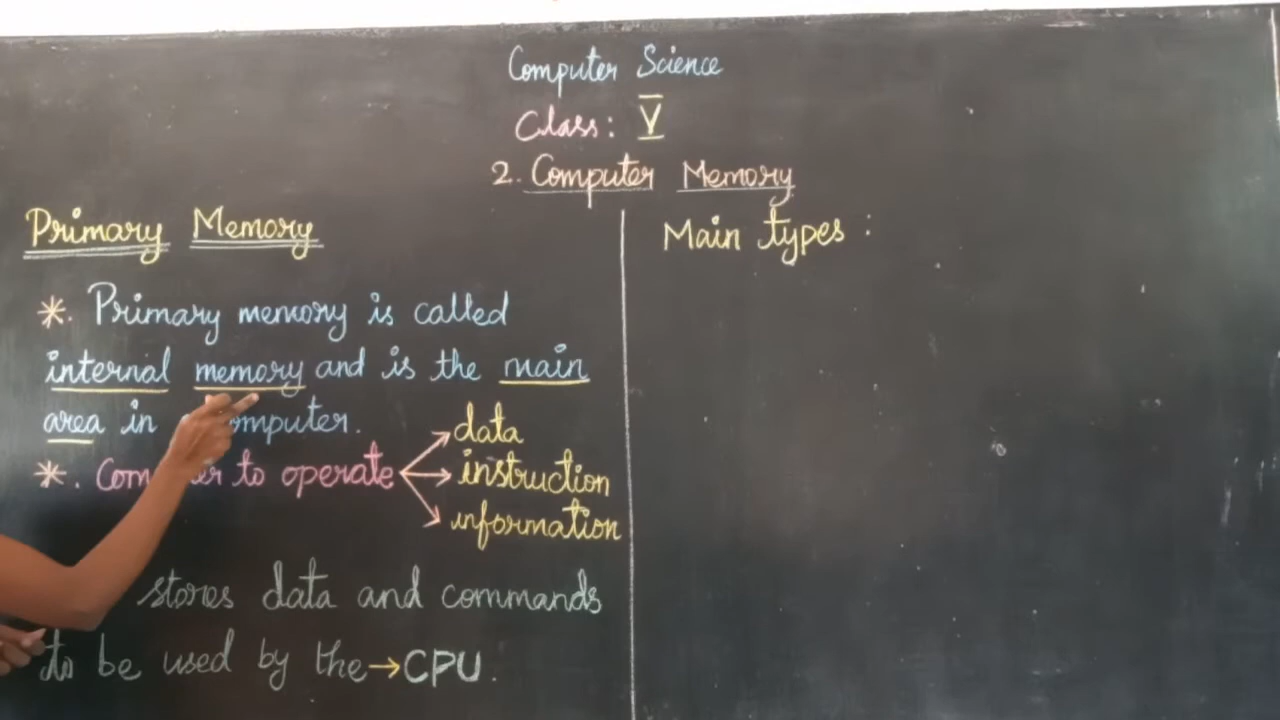 Computer Science
Class: V
2. Computer Memory
Primary Memory
*. Primary memory is called
internal memory and is the main
area in
*. to operate
data
instruction
information
stores data and commands
to be used by the → CPU.
Main types :